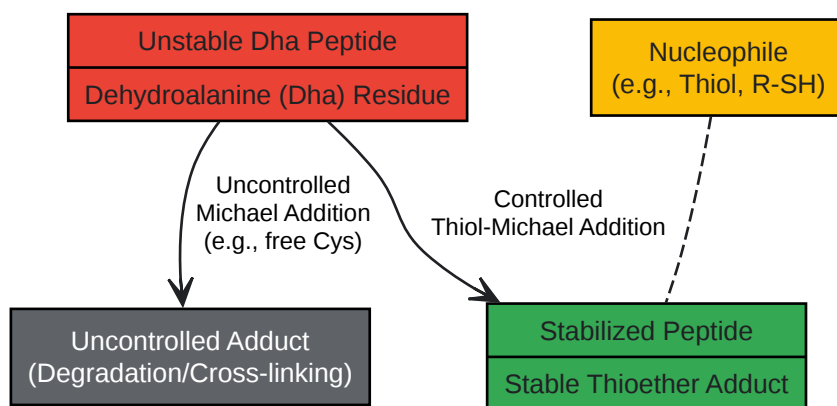 Unstable Dha Peptide
Dehydroalanine (Dha) Residue
Nucleophile
(e.g., Thiol, R-SH)
Uncontrolled
Michael Addition
(e.g., free Cys)
Controlled
Thiol-Michael Addition
Uncontrolled Adduct
(Degradation/Cross-linking)
Stabilized Peptide
Stable Thioether Adduct